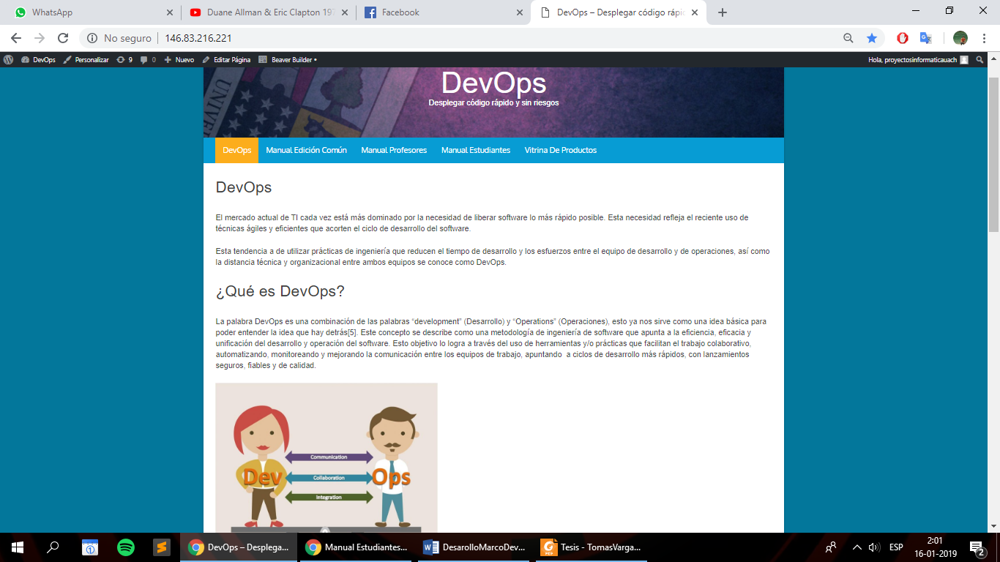 WhatsApp
Duane Allman & Eric Clapton 197
Facebook
DevOps – Desplegar código rápi
No seguro
146.83.216.221
DevOps
Personalizar
9
0
Nuevo
Editar Página
Beaver Builder
Hola, proyectosinformaticauach
DevOps
Desplegar código rápido y sin riesgos
DevOps
Manual Edición Común
Manual Profesores
Manual Estudiantes
Vitrina De Productos
DevOps
El mercado actual de TI cada vez está más dominado por la necesidad de liberar software lo más rápido posible. Esta necesidad refleja el reciente uso de
técnicas ágiles y eficientes que acorten el ciclo de desarrollo del software.
Esta tendencia a de utilizar prácticas de ingeniería que reducen el tiempo de desarrollo y los esfuerzos entre el equipo de desarrollo y de operaciones, así como
la distancia técnica y organizacional entre ambos equipos se conoce como DevOps.
¿Qué es DevOps?
La palabra DevOps es una combinación de las palabras “development” (Desarrollo) y “Operations” (Operaciones), esto ya nos sirve como una idea básica para
poder entender la idea que hay detrás[5]. Este concepto se describe como una metodología de ingeniería de software que apunta a la eficiencia, eficacia y
unificación del desarrollo y operación del software. Esto objetivo lo logra a través del uso de herramientas y/o prácticas que facilitan el trabajo colaborativo,
automatizando, monitoreando y mejorando la comunicación entre los equipos de trabajo, apuntando  a ciclos de desarrollo más rápidos, con lanzamientos
seguros, fiables y de calidad.
Communication
Dev
Collaboration
Ops
Integration
DevOps – Desplega...
Manual Estudiantes...
DesarolloMarcoDev...
Tesis - TomasVarga...
ESP
2:01
16-01-2019
2